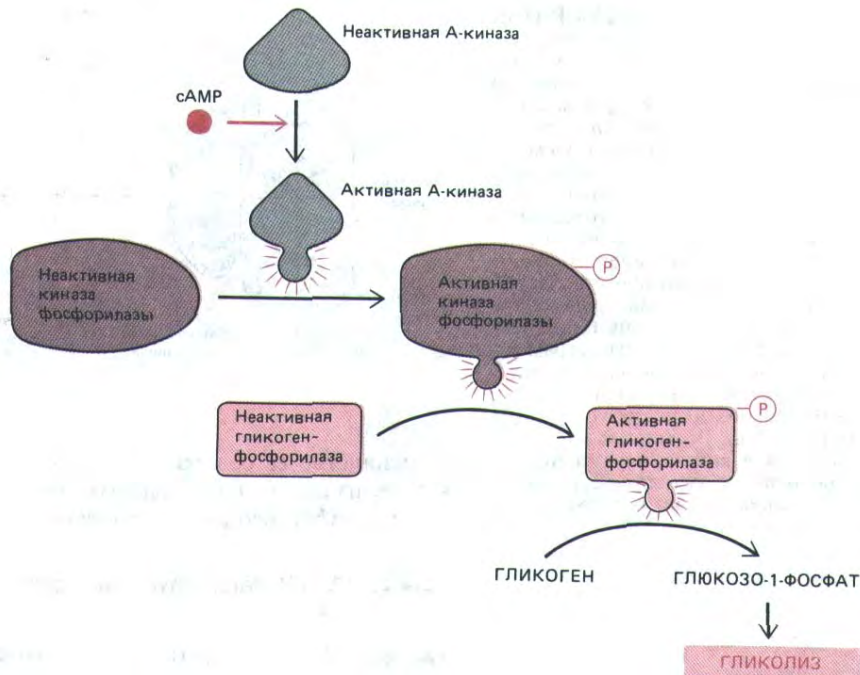 Неактивная А-киназа
cAMP
Активная А-киназа
Неактивная
киназа
фосфорилазы
Активная
киназа
фосфорилазы
P
Неактивная
гликоген-
фосфорилаза
Активная
гликоген-
фосфорилаза
P
ГЛИКОГЕН
ГЛЮКОЗО-1-ФОСФАТ
ГЛИКОЛИЗ